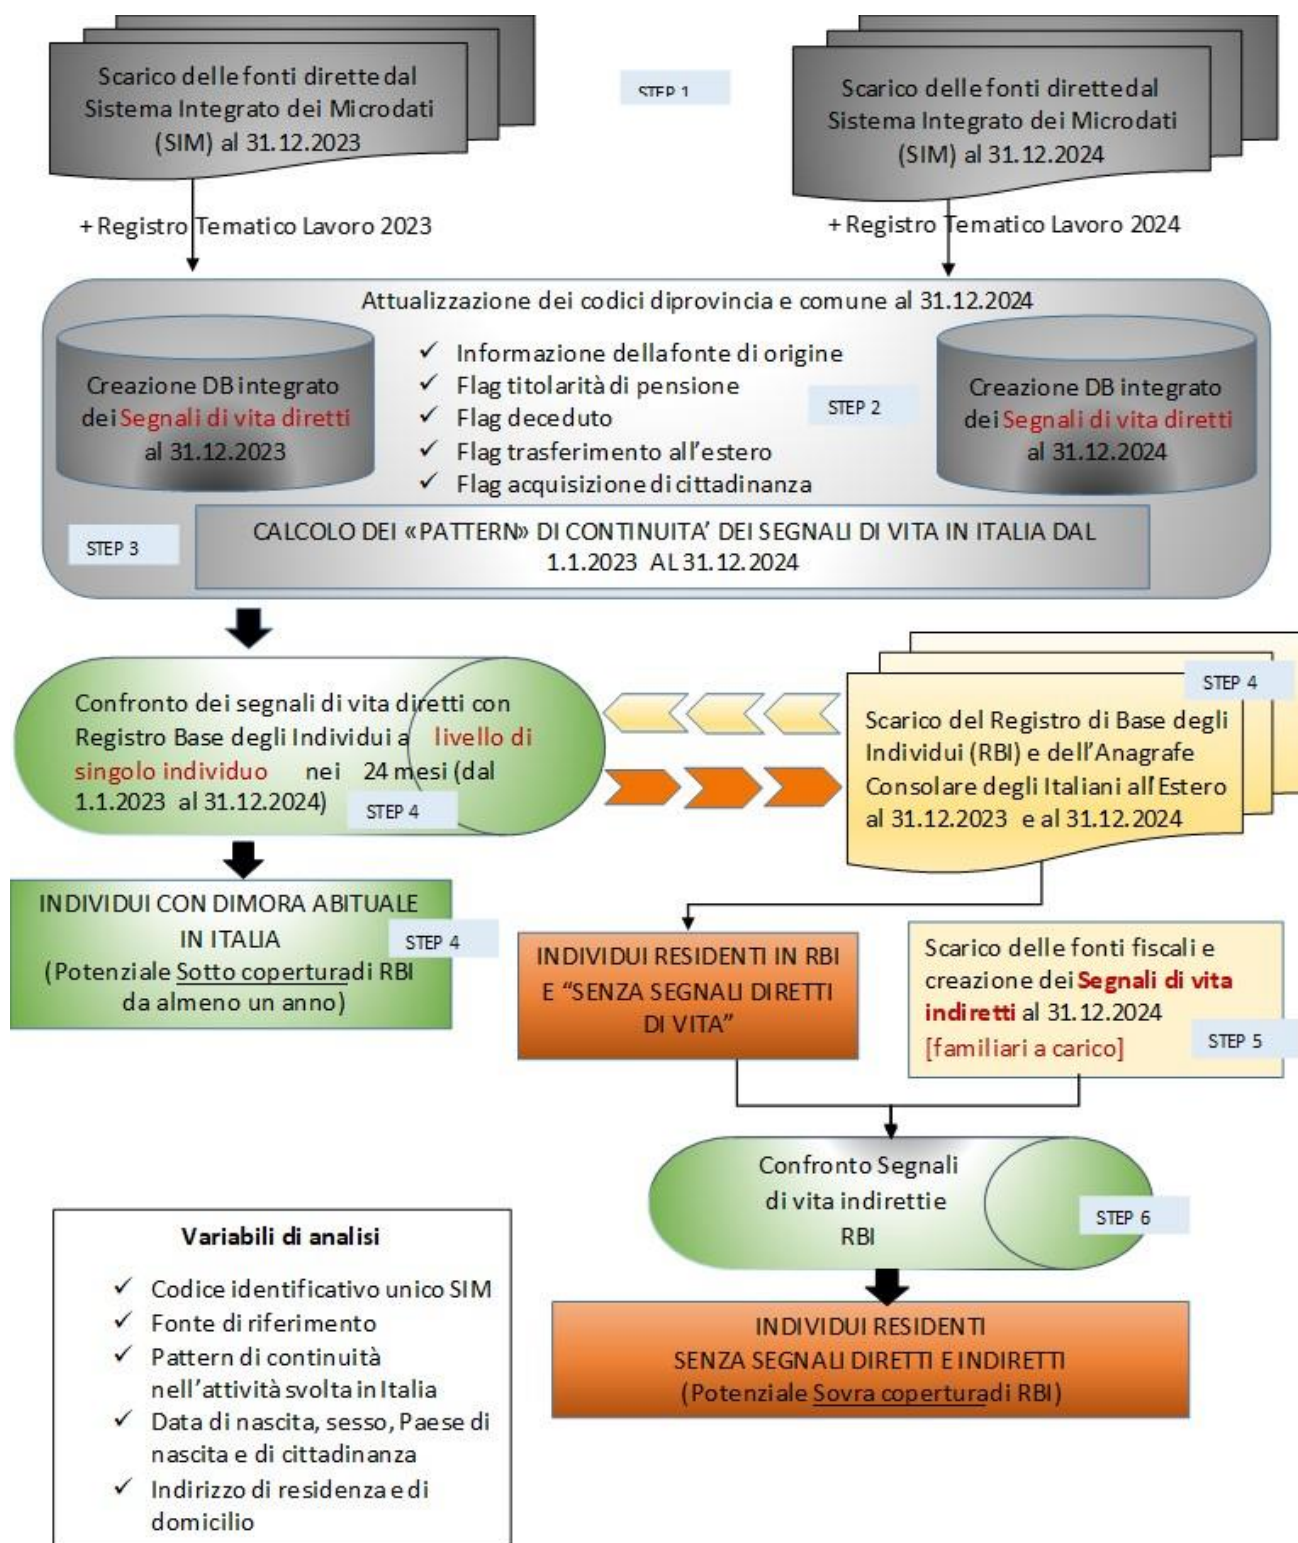 Scarico delle fonti dirette dal
Sistema Integrato dei Microdati
(SIM) al 31.12.2023
STEP 1
Scarico delle fonti dirette dal
Sistema Integrato dei Microdati
(SIM) al 31.12.2024
+ Registro Tematico Lavoro 2023
+ Registro Tematico Lavoro 2024
Attualizzazione dei codici diprovincia e comune al 31.12.2024
Creazione DB integrato
dei Segnali di vita diretti
al 31.12.2023
✓ Informazione dellafonte di origine
✓ Flag titolarità di pensione
✓ Flag deceduto
✓ Flag trasferimento all’estero
✓ Flag acquisizione di cittadinanza
STEP 2
Creazione DB integrato
dei Segnali di vita diretti
al 31.12.2024
STEP 3
CALCOLO DEI «PATTERN» DI CONTINUITA’ DEI SEGNALI DI VITA IN ITALIA DAL
1.1.2023 AL 31.12.2024
Confronto dei segnali di vita diretti con
Registro Base degli Individui a livello di
singolo individuo nei 24 mesi (dal
1.1.2023 al 31.12.2024)
STEP 4
STEP 4
Scarico del Registro di Base degli
Individui (RBI) e dell’Anagrafe
Consolare degli Italiani all’Estero
al 31.12.2023 e al 31.12.2024
INDIVIDUI CON DIMORA ABITUALE
IN ITALIA
(Potenziale Sotto coperturadi RBI
da almeno un anno)
STEP 4
INDIVIDUI RESIDENTI IN RBI
E “SENZA SEGNALI DIRETTI
DI VITA”
Scarico delle fonti fiscali e
creazione dei Segnali di vita
indiretti al 31.12.2024
[familiari a carico]
STEP 5
Confronto Segnali
di vita indirettie
RBI
STEP 6
INDIVIDUI RESIDENTI
SENZA SEGNALI DIRETTI E INDIRETTI
(Potenziale Sovra coperturadi RBI)
Variabili di analisi
✓ Codice identificativo unico SIM
✓ Fonte di riferimento
✓ Pattern di continuità
nell’attività svolta in Italia
✓ Data di nascita, sesso, Paese di
nascita e di cittadinanza
✓ Indirizzo di residenza e di
domicilio